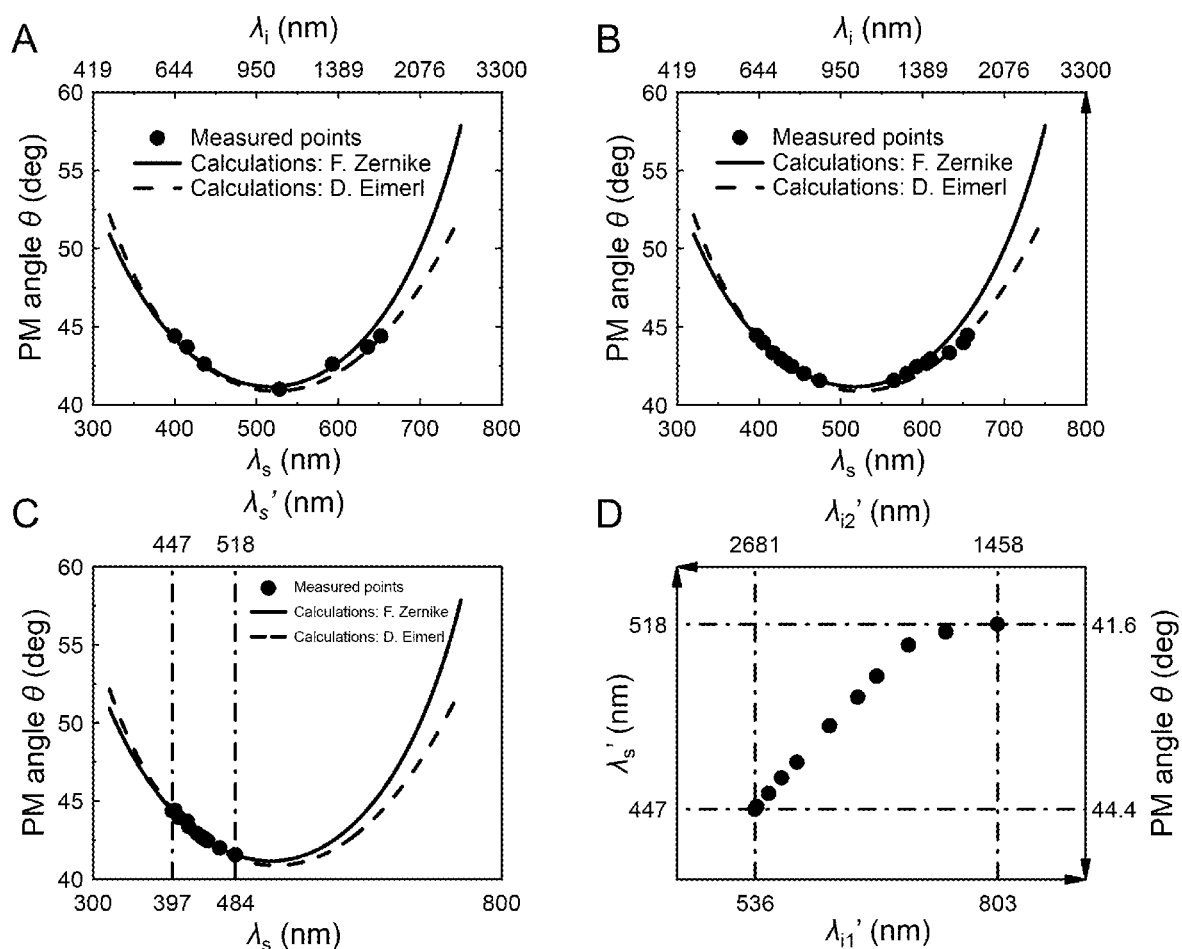 A
λi (nm)
419 644 950 1389 2076 3300
60
55
50
45
40
PM angle θ (deg)
Measured points
Calculations: F. Zernike
Calculations: D. Eimerl
300 400 500 600 700 800
λs (nm)
B
λi (nm)
419 644 950 1389 2076 3300
60
55
50
45
40
PM angle θ (deg)
Measured points
Calculations: F. Zernike
Calculations: D. Eimerl
300 400 500 600 700 800
λs (nm)
C
λs’ (nm)
447 518
60
55
50
45
40
PM angle θ (deg)
Measured points
Calculations: F. Zernike
Calculations: D. Eimerl
300 397 484 800
λs (nm)
D
λi2’ (nm)
2681 1458
518
447
λs’ (nm)
41.6
44.4
PM angle θ (deg)
536 803
λi1’ (nm)